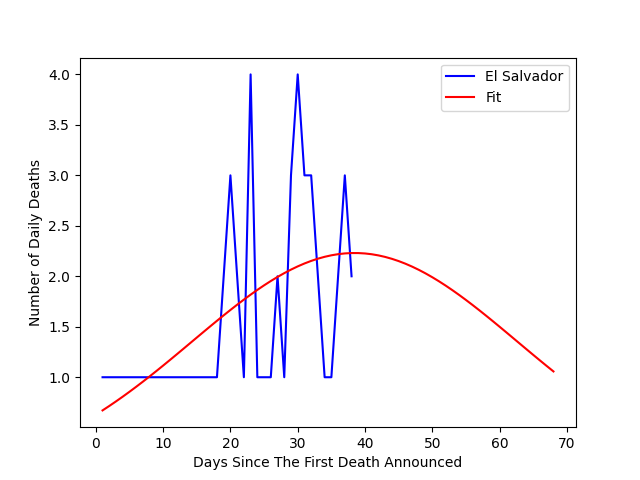 El Salvador
Fit
4.0
3.5
3.0
2.5
2.0
1.5
1.0
Number of Daily Deaths
0 10 20 30 40 50 60 70
Days Since The First Death Announced